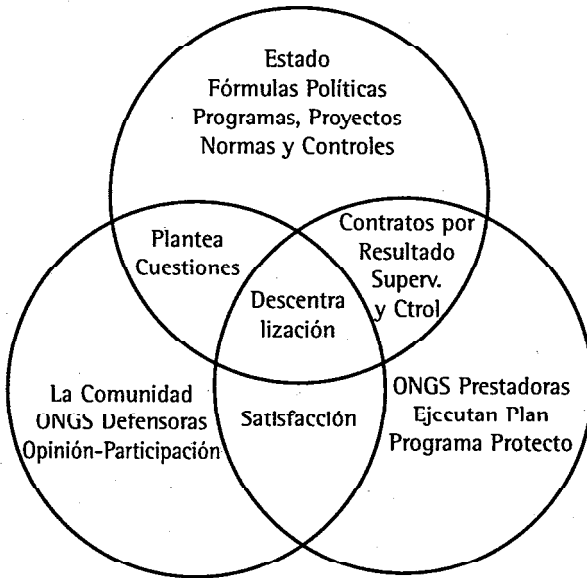 Estado
Fórmulas Políticas
Programas, Proyectos
Normas y Controles
Plantea
Cuestiones
Contratos por
Resultado
Superv.
y Ctrol
Descentra
lización
La Comunidad
ONGS Defensoras
Opinión-Participación
Satisfacción
ONGS Prestadoras
Ejecutan Plan
Programa Protecto